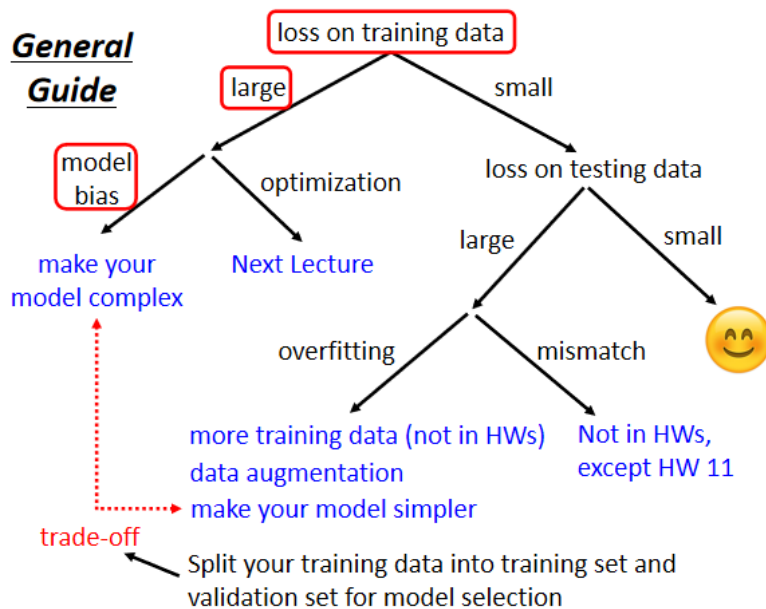 General
Guide
loss on training data
large
small
model
bias
optimization
loss on testing data
make your
model complex
Next Lecture
large
small
overfitting
mismatch
more training data (not in HWs)
data augmentation
make your model simpler
Not in HWs,
except HW 11
trade-off
Split your training data into training set and
validation set for model selection